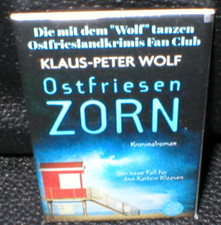 Die mit dem "Wolf" tanzen
Ostfrieslandkrimis Fan Club
KLAUS-PETER WOLF
Ostfriesen
ZORN
Kriminalroman
Der neue Fall für
Ann Kathrin Klaasen